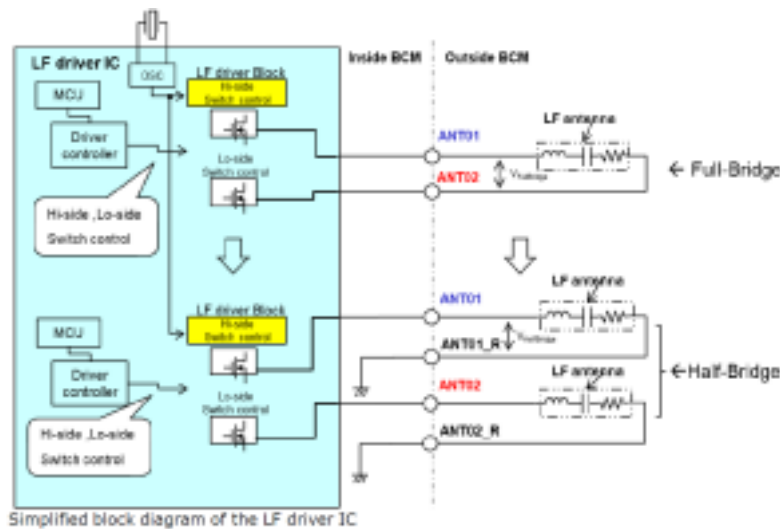 LF driver IC
OSC
Inside BCM
Outside BCM
MCU
LF driver Block
Hi-side
Switch control
Driver
controller
Lo-side
Switch control
Hi-side ,Lo-side
Switch control
ANT01
ANT02
LF antenna
← Full-Bridge
LF driver Block
Hi-side
Switch control
MCU
Driver
controller
Lo-side
Switch control
Hi-side ,Lo-side
Switch control
ANT01
LF antenna
ANT01_R
ANT02
LF antenna
ANT02_R
←Half-Bridge
Simplified block diagram of the LF driver IC